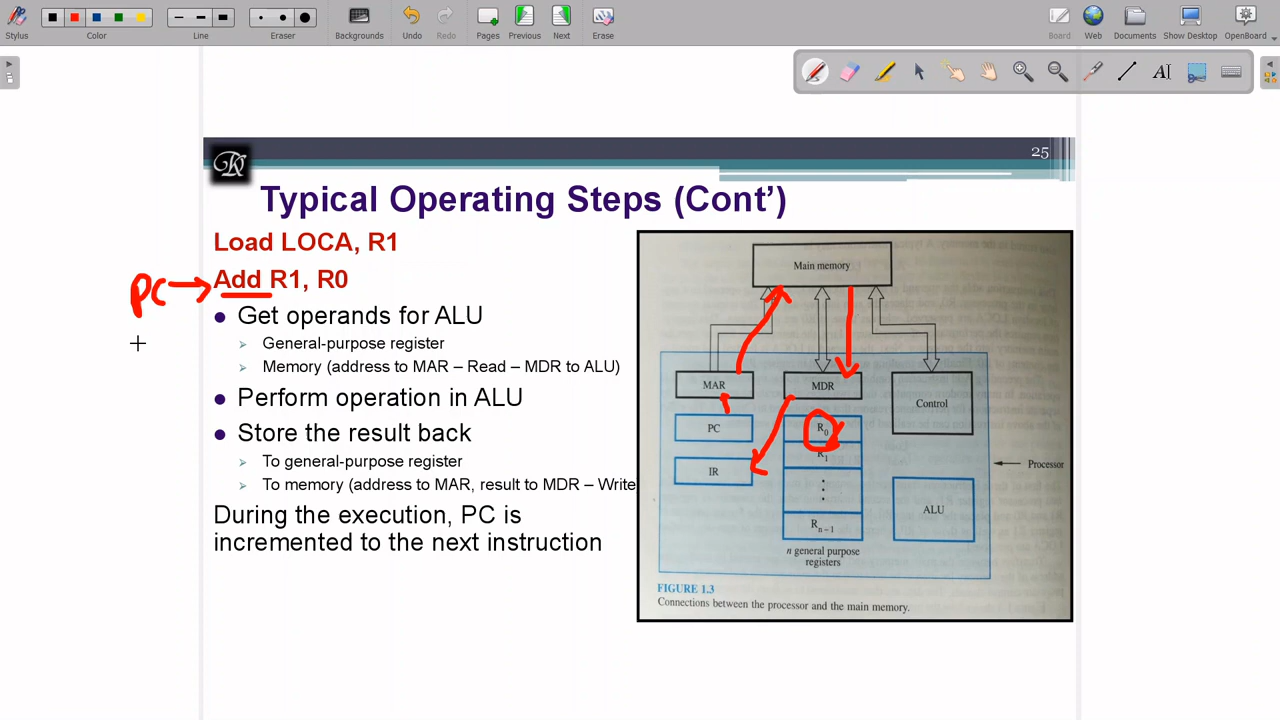 Stylus
Color
Line
Eraser
Backgrounds
Undo
Redo
Pages
Previous
Next
Erase
Board
Web
Documents
Show Desktop
OpenBoard
25
Typical Operating Steps (Cont’)
Load LOCA, R1
PC → Add R1, R0
● Get operands for ALU
➢ General-purpose register
➢ Memory (address to MAR – Read – MDR to ALU)
● Perform operation in ALU
● Store the result back
➢ To general-purpose register
➢ To memory (address to MAR, result to MDR – Write
During the execution, PC is
incremented to the next instruction
Main memory
MAR
MDR
Control
PC
R0
R1
IR
Processor
ALU
Rn–1
n general purpose
registers
FIGURE 1.3
Connections between the processor and the main memory.